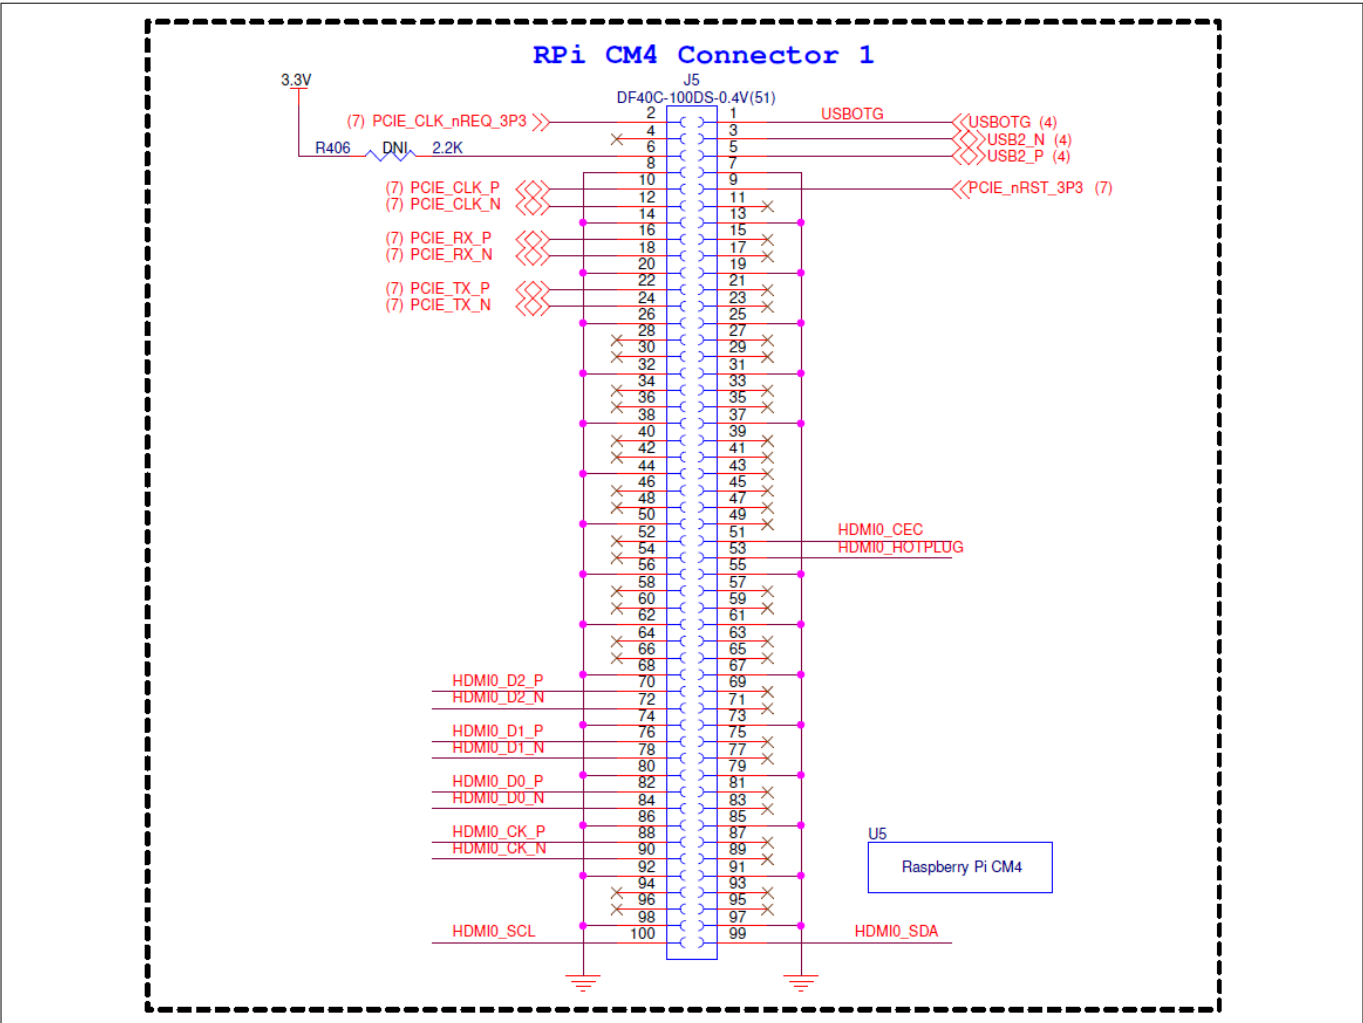 RPi CM4 Connector 1
3.3V
J5
DF40C-100DS-0.4V(51)
(7) PCIE_CLK_nREQ_3P3 2 1 USBOTG USBOTG (4)
4 3 USB2_N (4)
R406 DNI 2.2K 6 5 USB2_P (4)
8 7
(7) PCIE_CLK_P 10 9 PCIE_nRST_3P3 (7)
(7) PCIE_CLK_N 12 11
14 13
(7) PCIE_RX_P 16 15
(7) PCIE_RX_N 18 17
20 19
(7) PCIE_TX_P 22 21
(7) PCIE_TX_N 24 23
26 25
28 27
30 29
32 31
34 33
36 35
38 37
40 39
42 41
44 43
46 45
48 47
50 49
52 51 HDMI0_CEC
54 53 HDMI0_HOTPLUG
56 55
58 57
60 59
62 61
64 63
66 65
68 67
HDMI0_D2_P 70 69
HDMI0_D2_N 72 71
74 73
HDMI0_D1_P 76 75
HDMI0_D1_N 78 77
80 79
HDMI0_D0_P 82 81
HDMI0_D0_N 84 83
86 85
HDMI0_CK_P 88 87
U5
HDMI0_CK_N 90 89
92 91
Raspberry Pi CM4
94 93
96 95
98 97
HDMI0_SCL 100 99 HDMI0_SDA